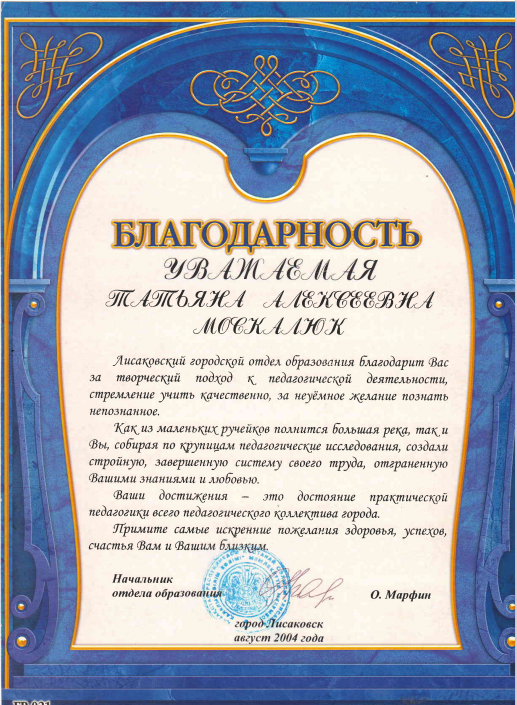 БЛАГОДАРНОСТЬ
УВАЖАЕМАЯ
ТАТЬЯНА АЛЕКСЕЕВНА
МОСКАЛЮК
Лисаковский городской отдел образования благодарит Вас
за творческий подход к педагогической деятельности,
стремление учить качественно, за неуёмное желание познать
непознанное.
Как из маленьких ручейков полнится большая река, так и
Вы, собирая по крупицам педагогические исследования, создали
стройную, завершенную систему своего труда, отграненную
Вашими знаниями и любовью.
Ваши достижения – это достояние практической
педагогики всего педагогического коллектива города.
Примите самые искренние пожелания здоровья, успехов,
счастья Вам и Вашим близким.
Начальник
отдела образования О. Марфин
город Лисаковск
август 2004 года